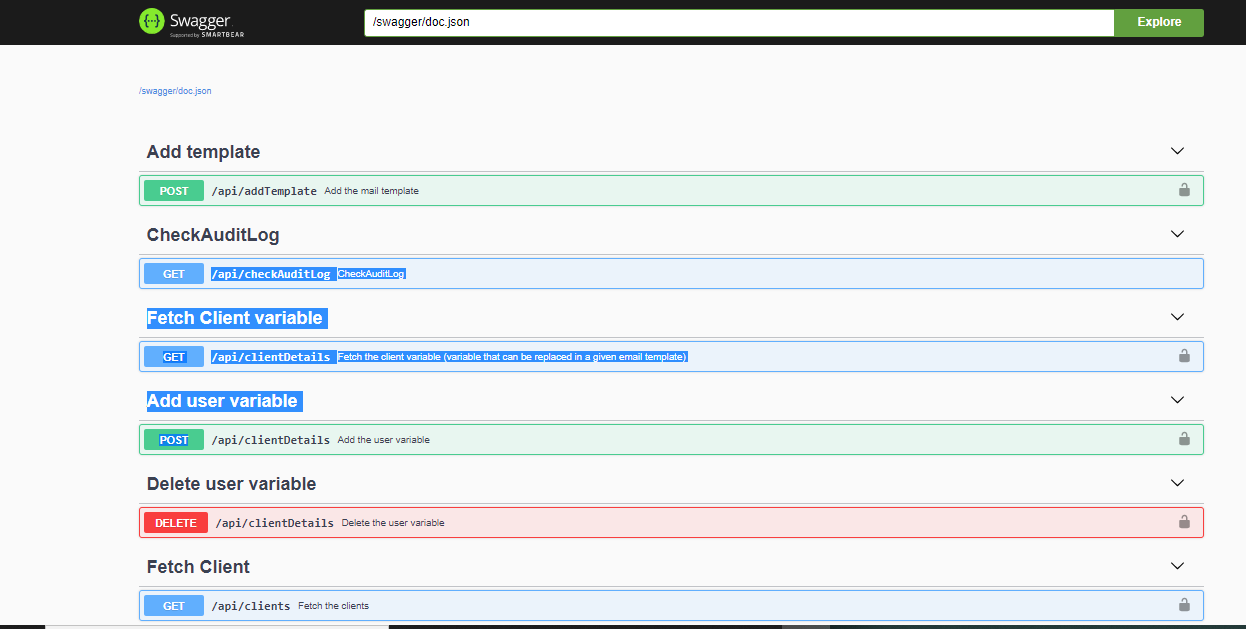 Swagger
Supported by SMARTBEAR
/swagger/doc.json
Explore
/swagger/doc.json
Add template
POST /api/addTemplate Add the mail template
CheckAuditLog
GET /api/checkAuditLog CheckAuditLog
Fetch Client variable
GET /api/clientDetails Fetch the client variable (variable that can be replaced in a given email template)
Add user variable
POST /api/clientDetails Add the user variable
Delete user variable
DELETE /api/clientDetails Delete the user variable
Fetch Client
GET /api/clients Fetch the clients